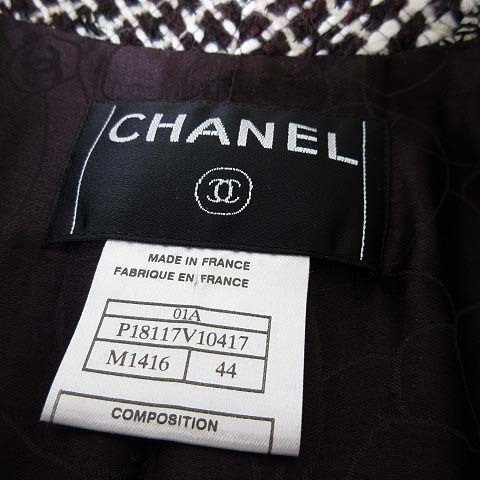 CHANEL
MADE IN FRANCE
FABRIQUE EN FRANCE
01A
P18117V10417
M1416 44
COMPOSITION